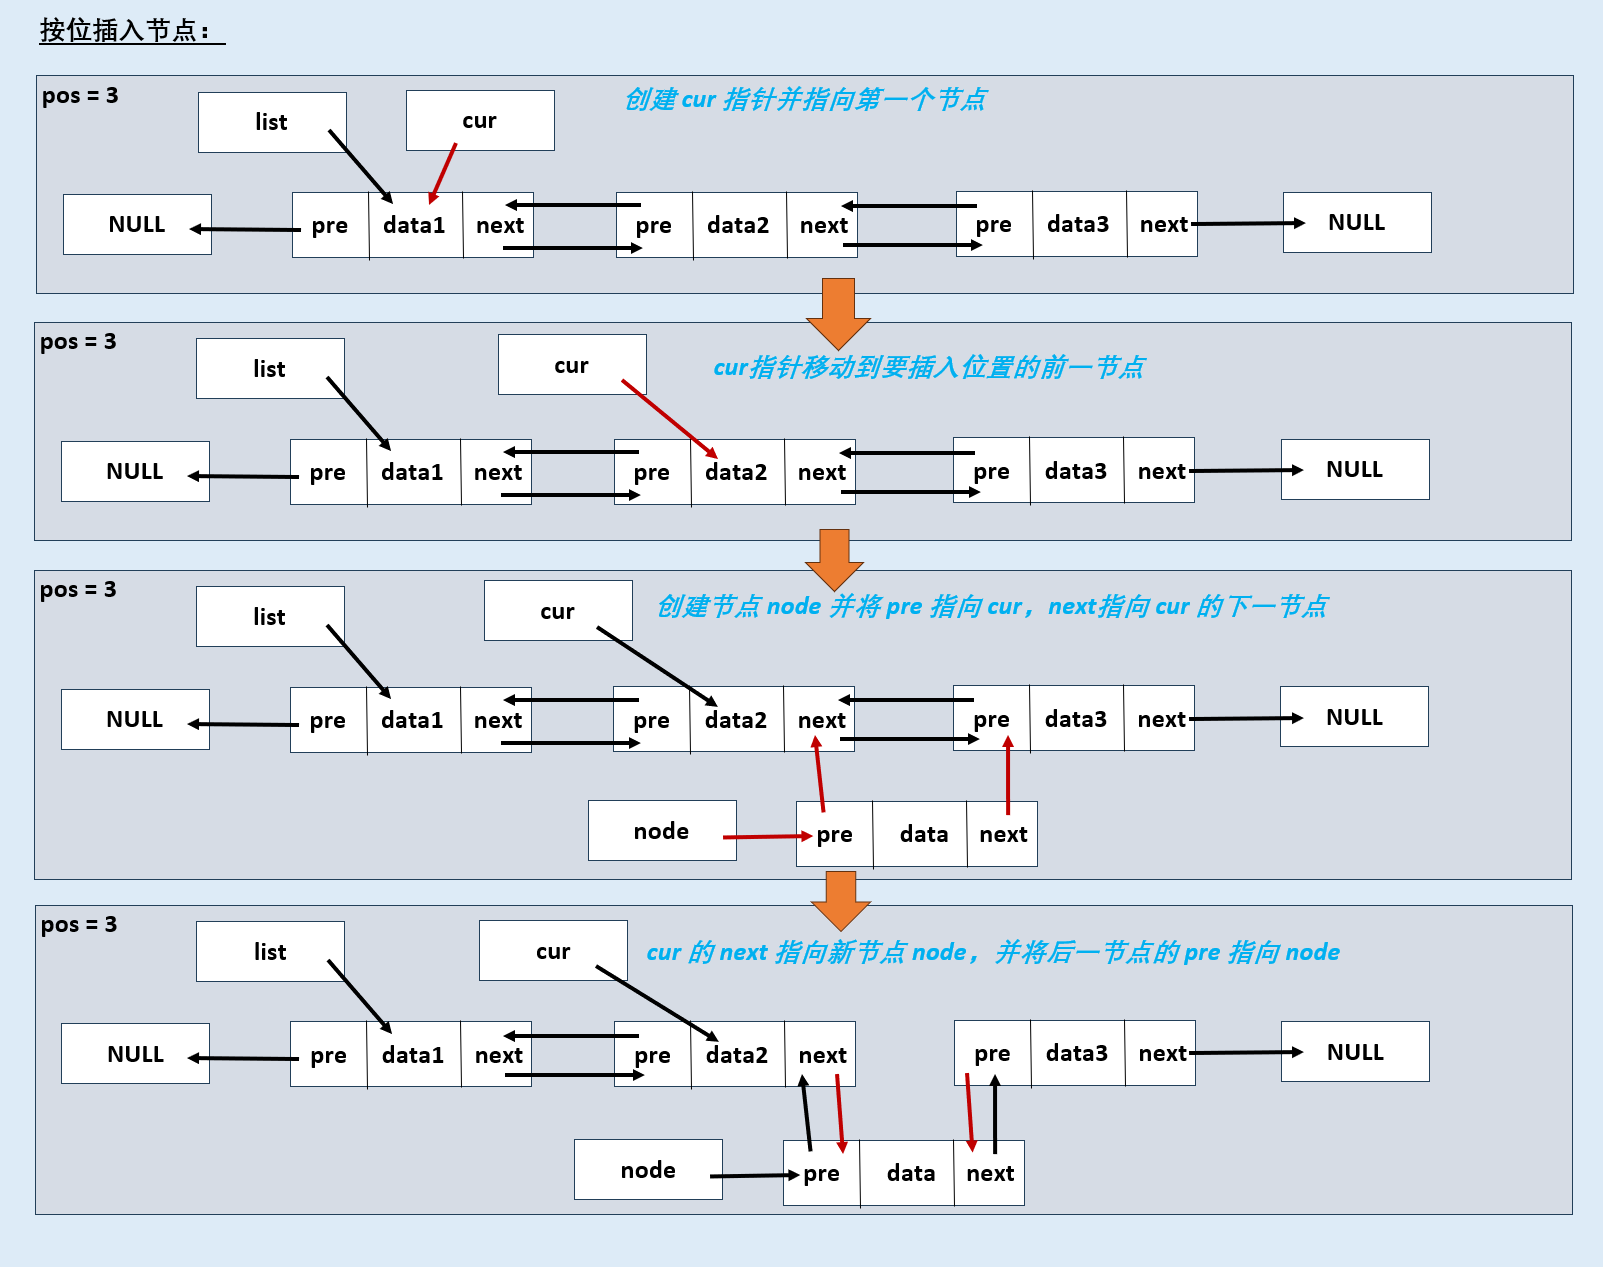 按位插入节点：
pos = 3
创建 cur 指针并指向第一个节点
list
cur
NULL
pre data1 next
pre data2 next
pre data3 next
NULL
pos = 3
cur指针移动到要插入位置的前一节点
list
cur
NULL
pre data1 next
pre data2 next
pre data3 next
NULL
pos = 3
创建节点 node 并将 pre 指向 cur，next指向 cur 的下一节点
list
cur
NULL
pre data1 next
pre data2 next
pre data3 next
NULL
node
pre data next
pos = 3
cur 的 next 指向新节点 node，并将后一节点的 pre 指向 node
list
cur
NULL
pre data1 next
pre data2 next
pre data3 next
NULL
node
pre data next